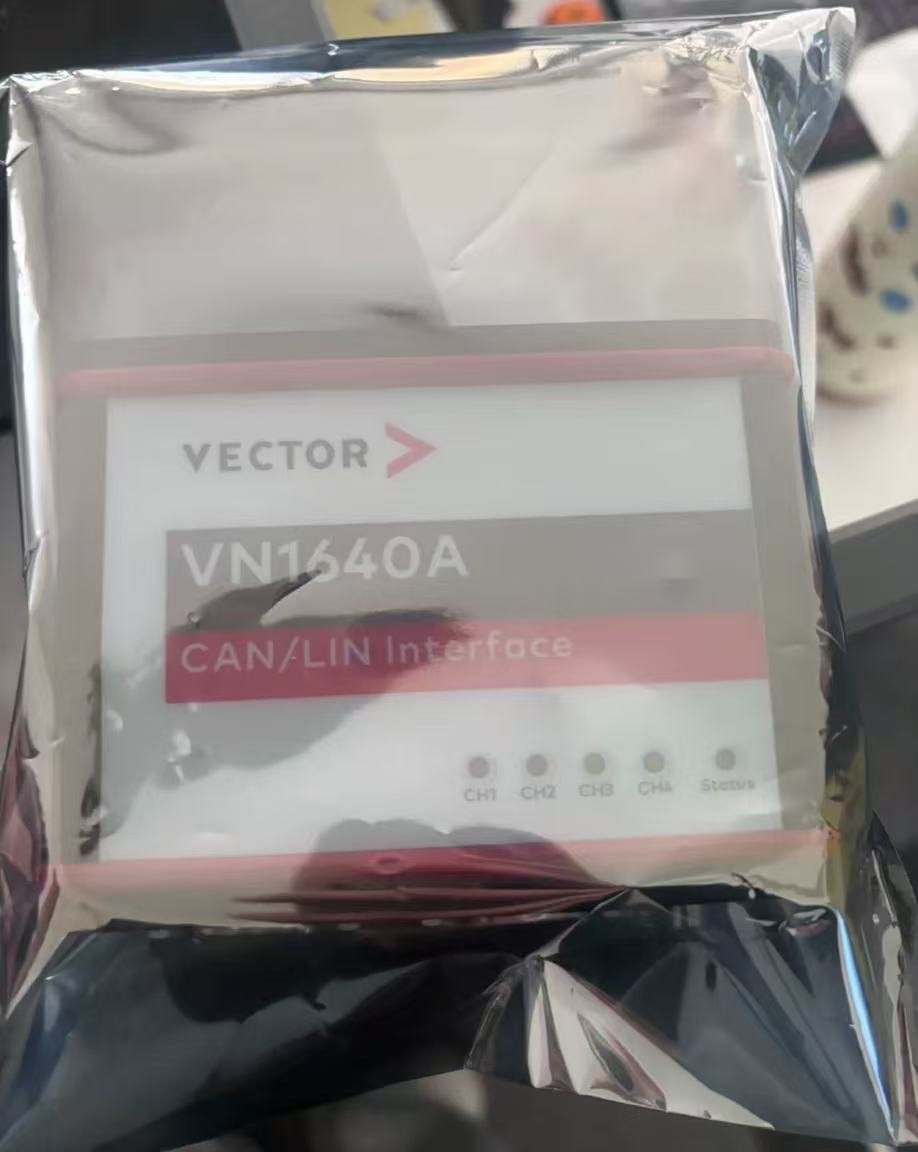 VECTOR
VN1640A
CAN/LIN Interface
CH1 CH2 CH3 CH4 Status